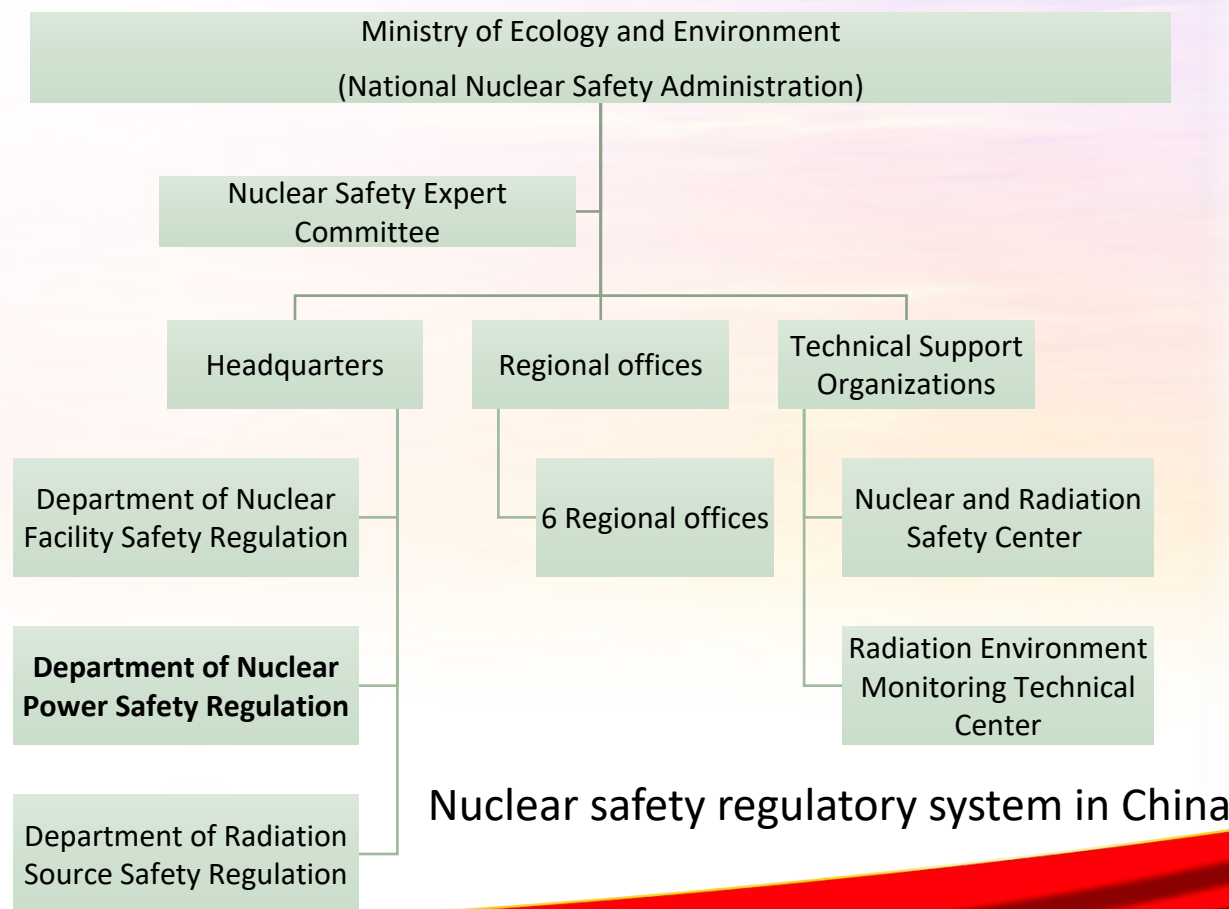 Ministry of Ecology and Environment
(National Nuclear Safety Administration)
Nuclear Safety Expert
Committee
Headquarters
Regional offices
Technical Support
Organizations
Department of Nuclear
Facility Safety Regulation
6 Regional offices
Nuclear and Radiation
Safety Center
Department of Nuclear
Power Safety Regulation
Radiation Environment
Monitoring Technical
Center
Department of Radiation
Source Safety Regulation
Nuclear safety regulatory system in China